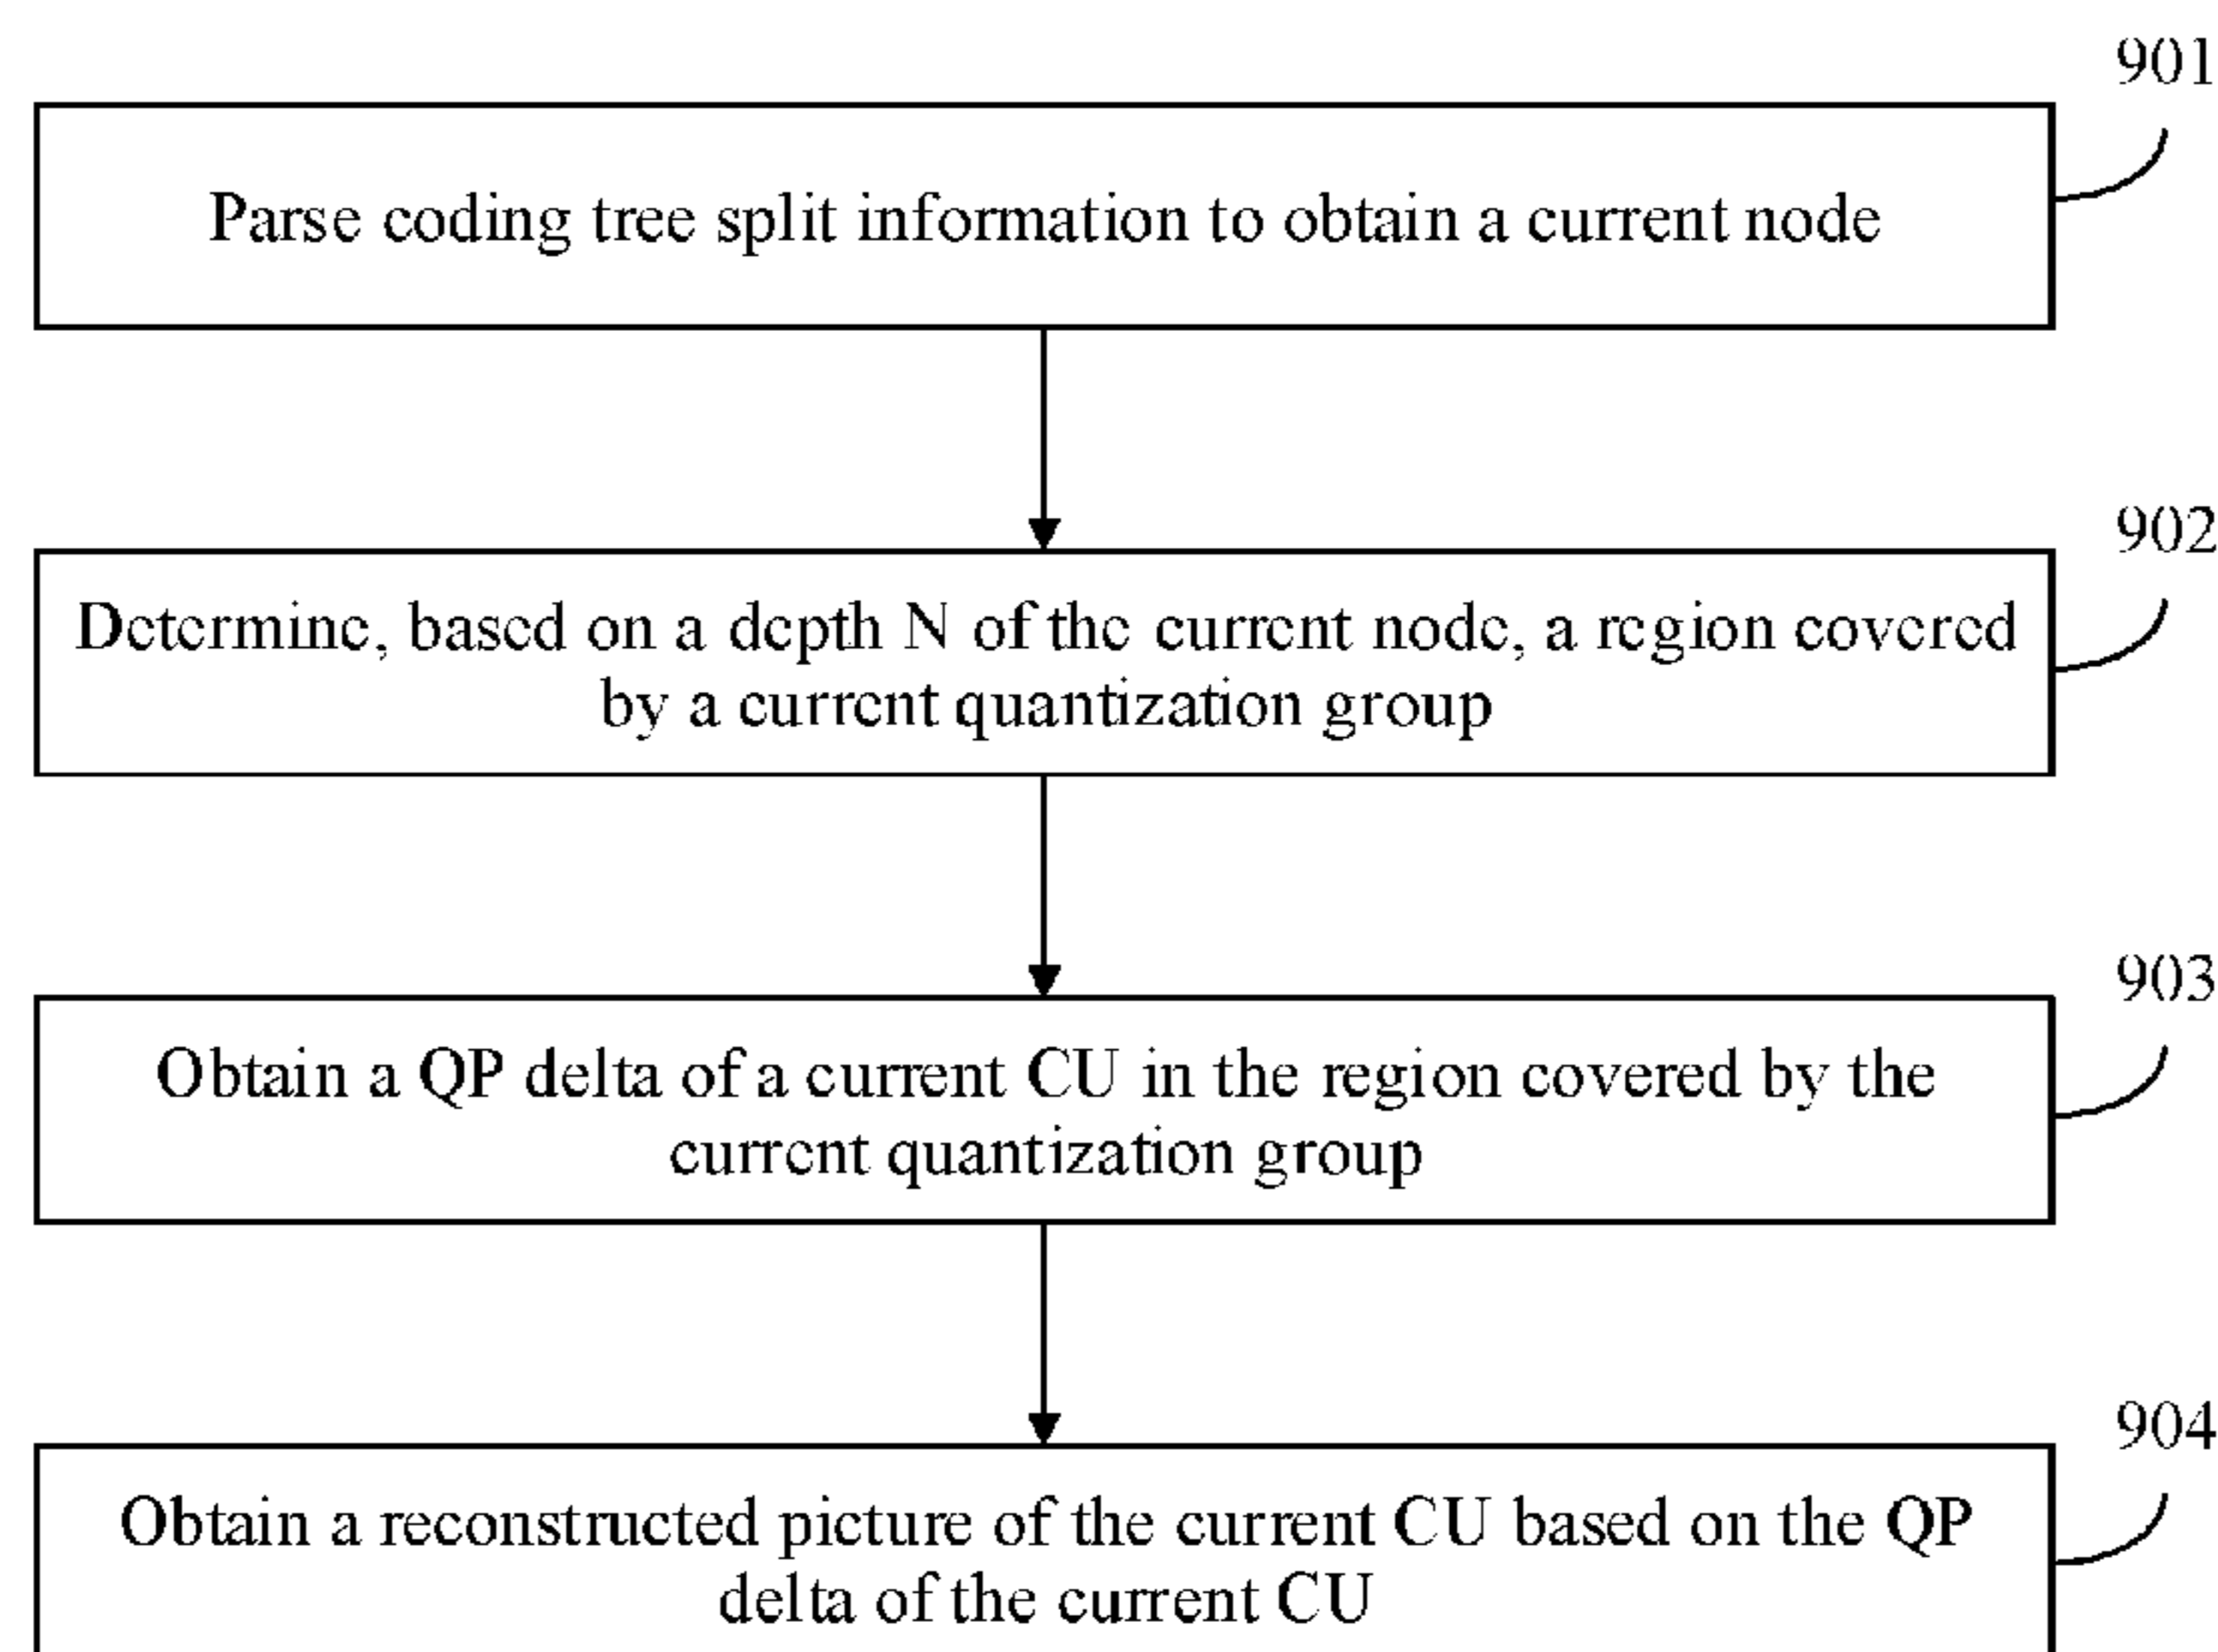 901
Parse coding tree split information to obtain a current node
902
Determine, based on a depth N of the current node, a region covered
by a current quantization group
903
Obtain a QP delta of a current CU in the region covered by the
current quantization group
904
Obtain a reconstructed picture of the current CU based on the QP
delta of the current CU